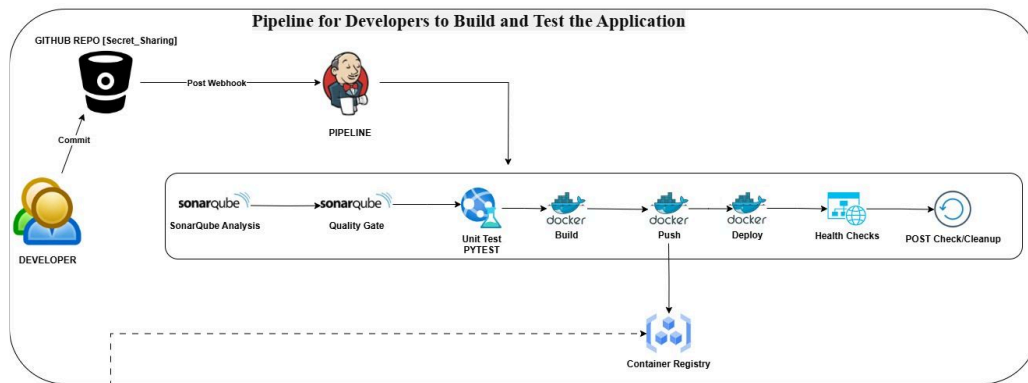 Pipeline for Developers to Build and Test the Application
GITHUB REPO [Secret_Sharing]
Post Webhook
PIPELINE
Commit
DEVELOPER
sonarqube
SonarQube Analysis
sonarqube
Quality Gate
Unit Test
PYTEST
docker
Build
docker
Push
docker
Deploy
Health Checks
POST Check/Cleanup
Container Registry